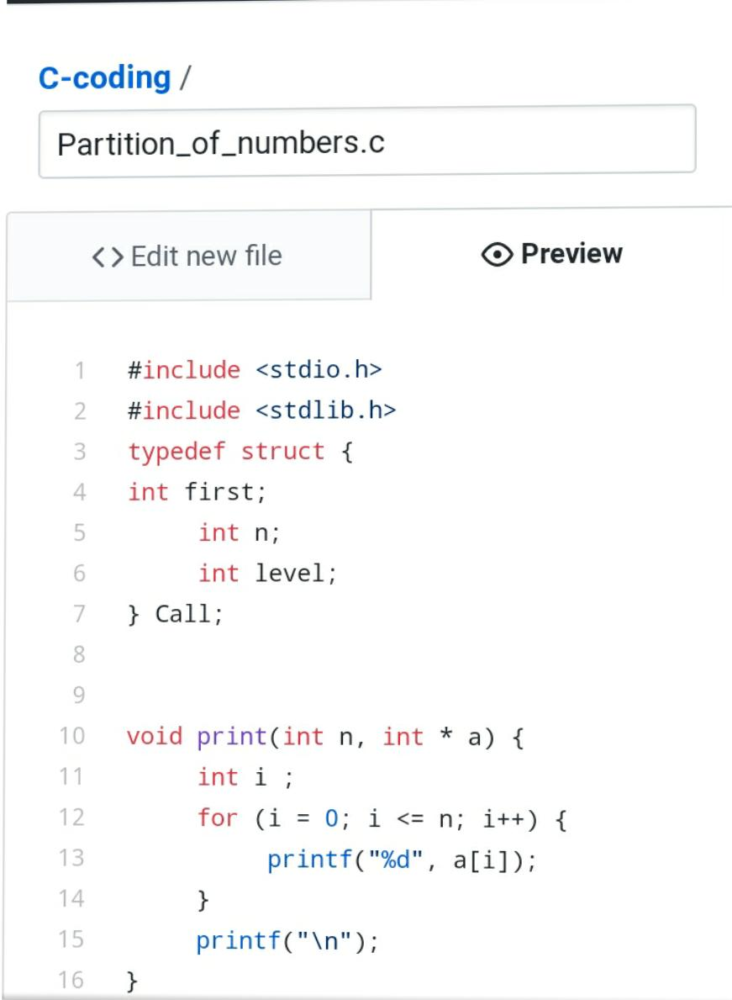 C-coding /
Partition_of_numbers.c
<> Edit new file
Preview
1 #include <stdio.h>
2 #include <stdlib.h>
3 typedef struct {
4 int first;
5 int n;
6 int level;
7 } Call;
8
9
10 void print(int n, int * a) {
11 int i ;
12 for (i = 0; i <= n; i++) {
13 printf("%d", a[i]);
14 }
15 printf("\n");
16 }